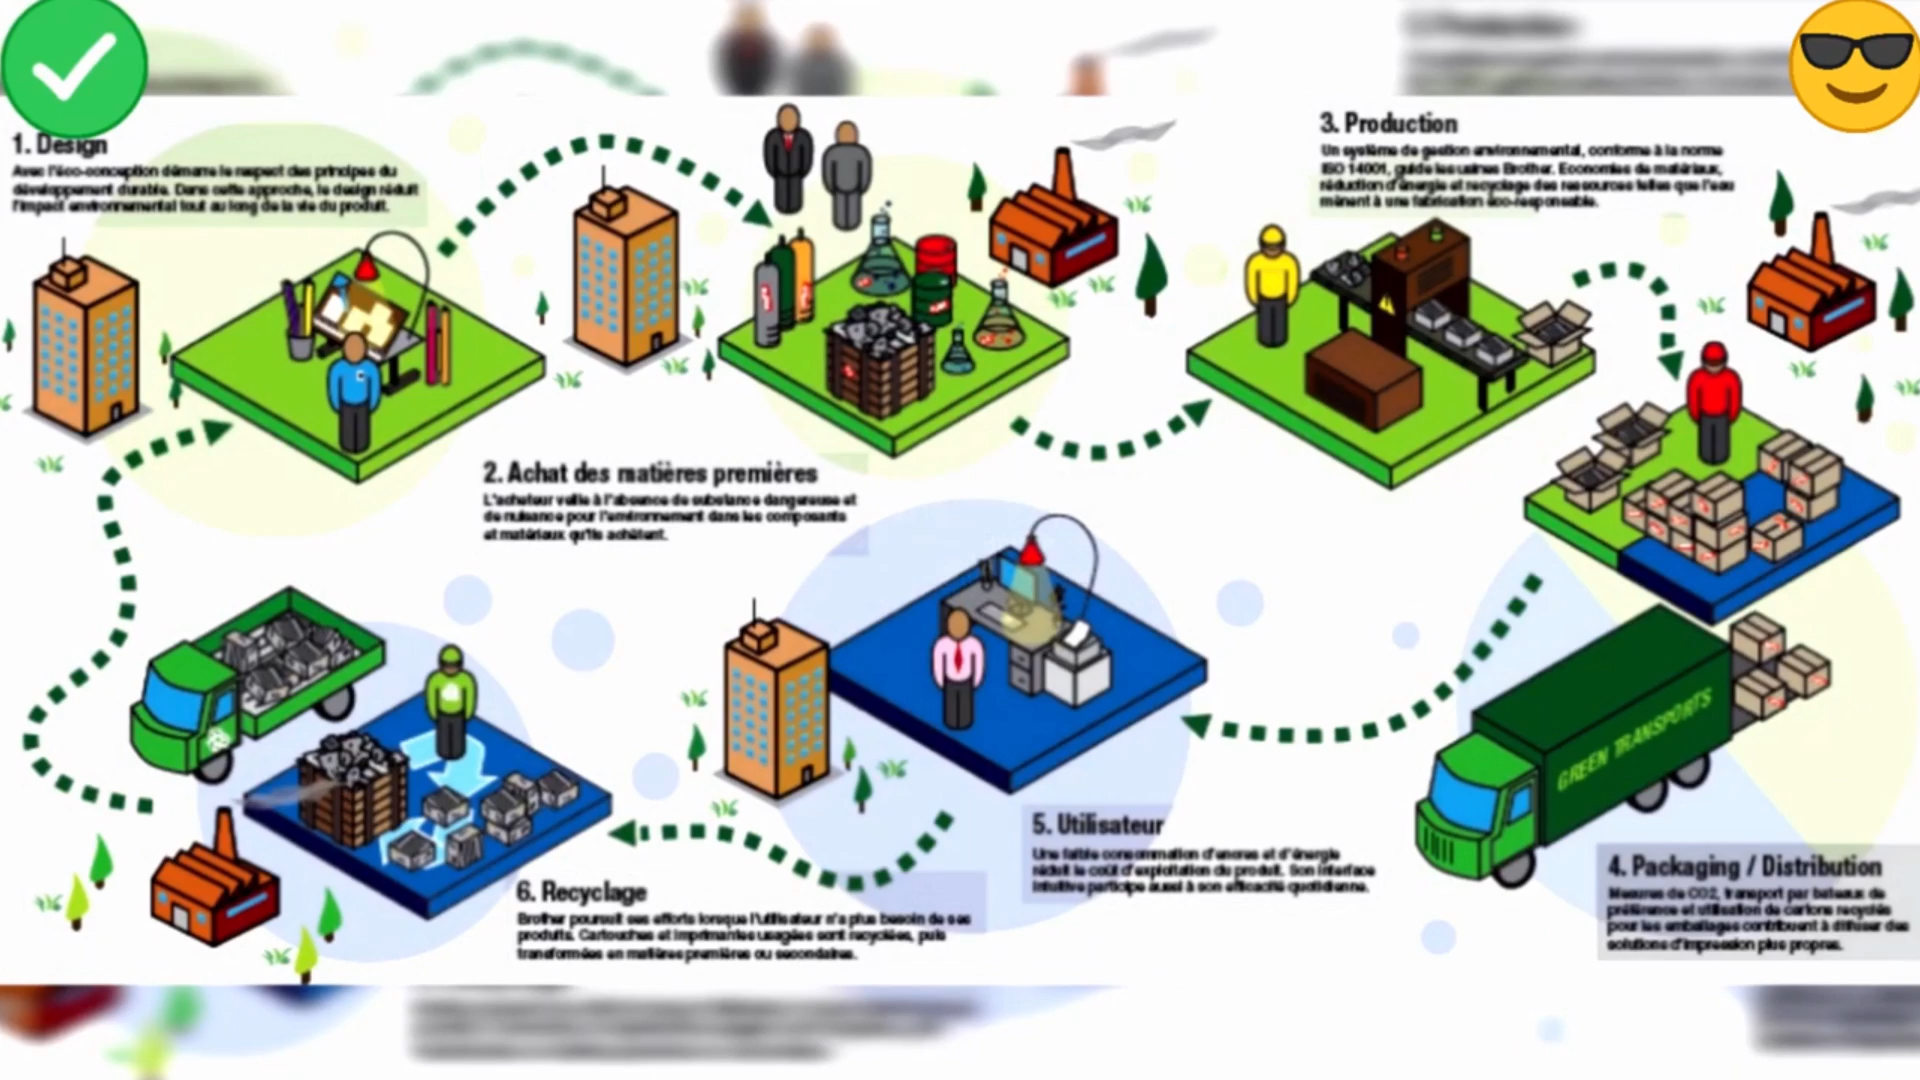 1. Design
Avec l'éco-conception démarre le respect des principes du
développement durable. Dans cette approche, le design réduit
l'impact environnemental tout au long de la vie du produit.
3. Production
Un système de gestion environnemental, conforme à la norme
ISO 14001, guide les usines Brother. Economies de matériaux,
réduction d'énergie et recyclage des ressources telles que l'eau
mènent à une fabrication éco-responsable.
2. Achat des matières premières
L'acheteur veille à l'absence de substance dangereuse et
de nuisance pour l'environnement dans les composants
et matériaux qu'ils achètent.
GREEN TRANSPORTS
5. Utilisateur
Une faible consommation d'encres et d'énergie
réduit le coût d'exploitation du produit. Son interface
intuitive participe aussi à son efficacité quotidienne.
4. Packaging / Distribution
Mesures de CO2, transport par bateaux de
préférence et utilisation de cartons recyclés
pour les emballages contribuent à diffuser des
solutions d'impression plus propres.
6. Recyclage
Brother poursuit ses efforts lorsque l'utilisateur n'a plus besoin de ses
produits. Cartouches et imprimantes usagées sont recyclées, puis
transformées en matières premières ou secondaires.